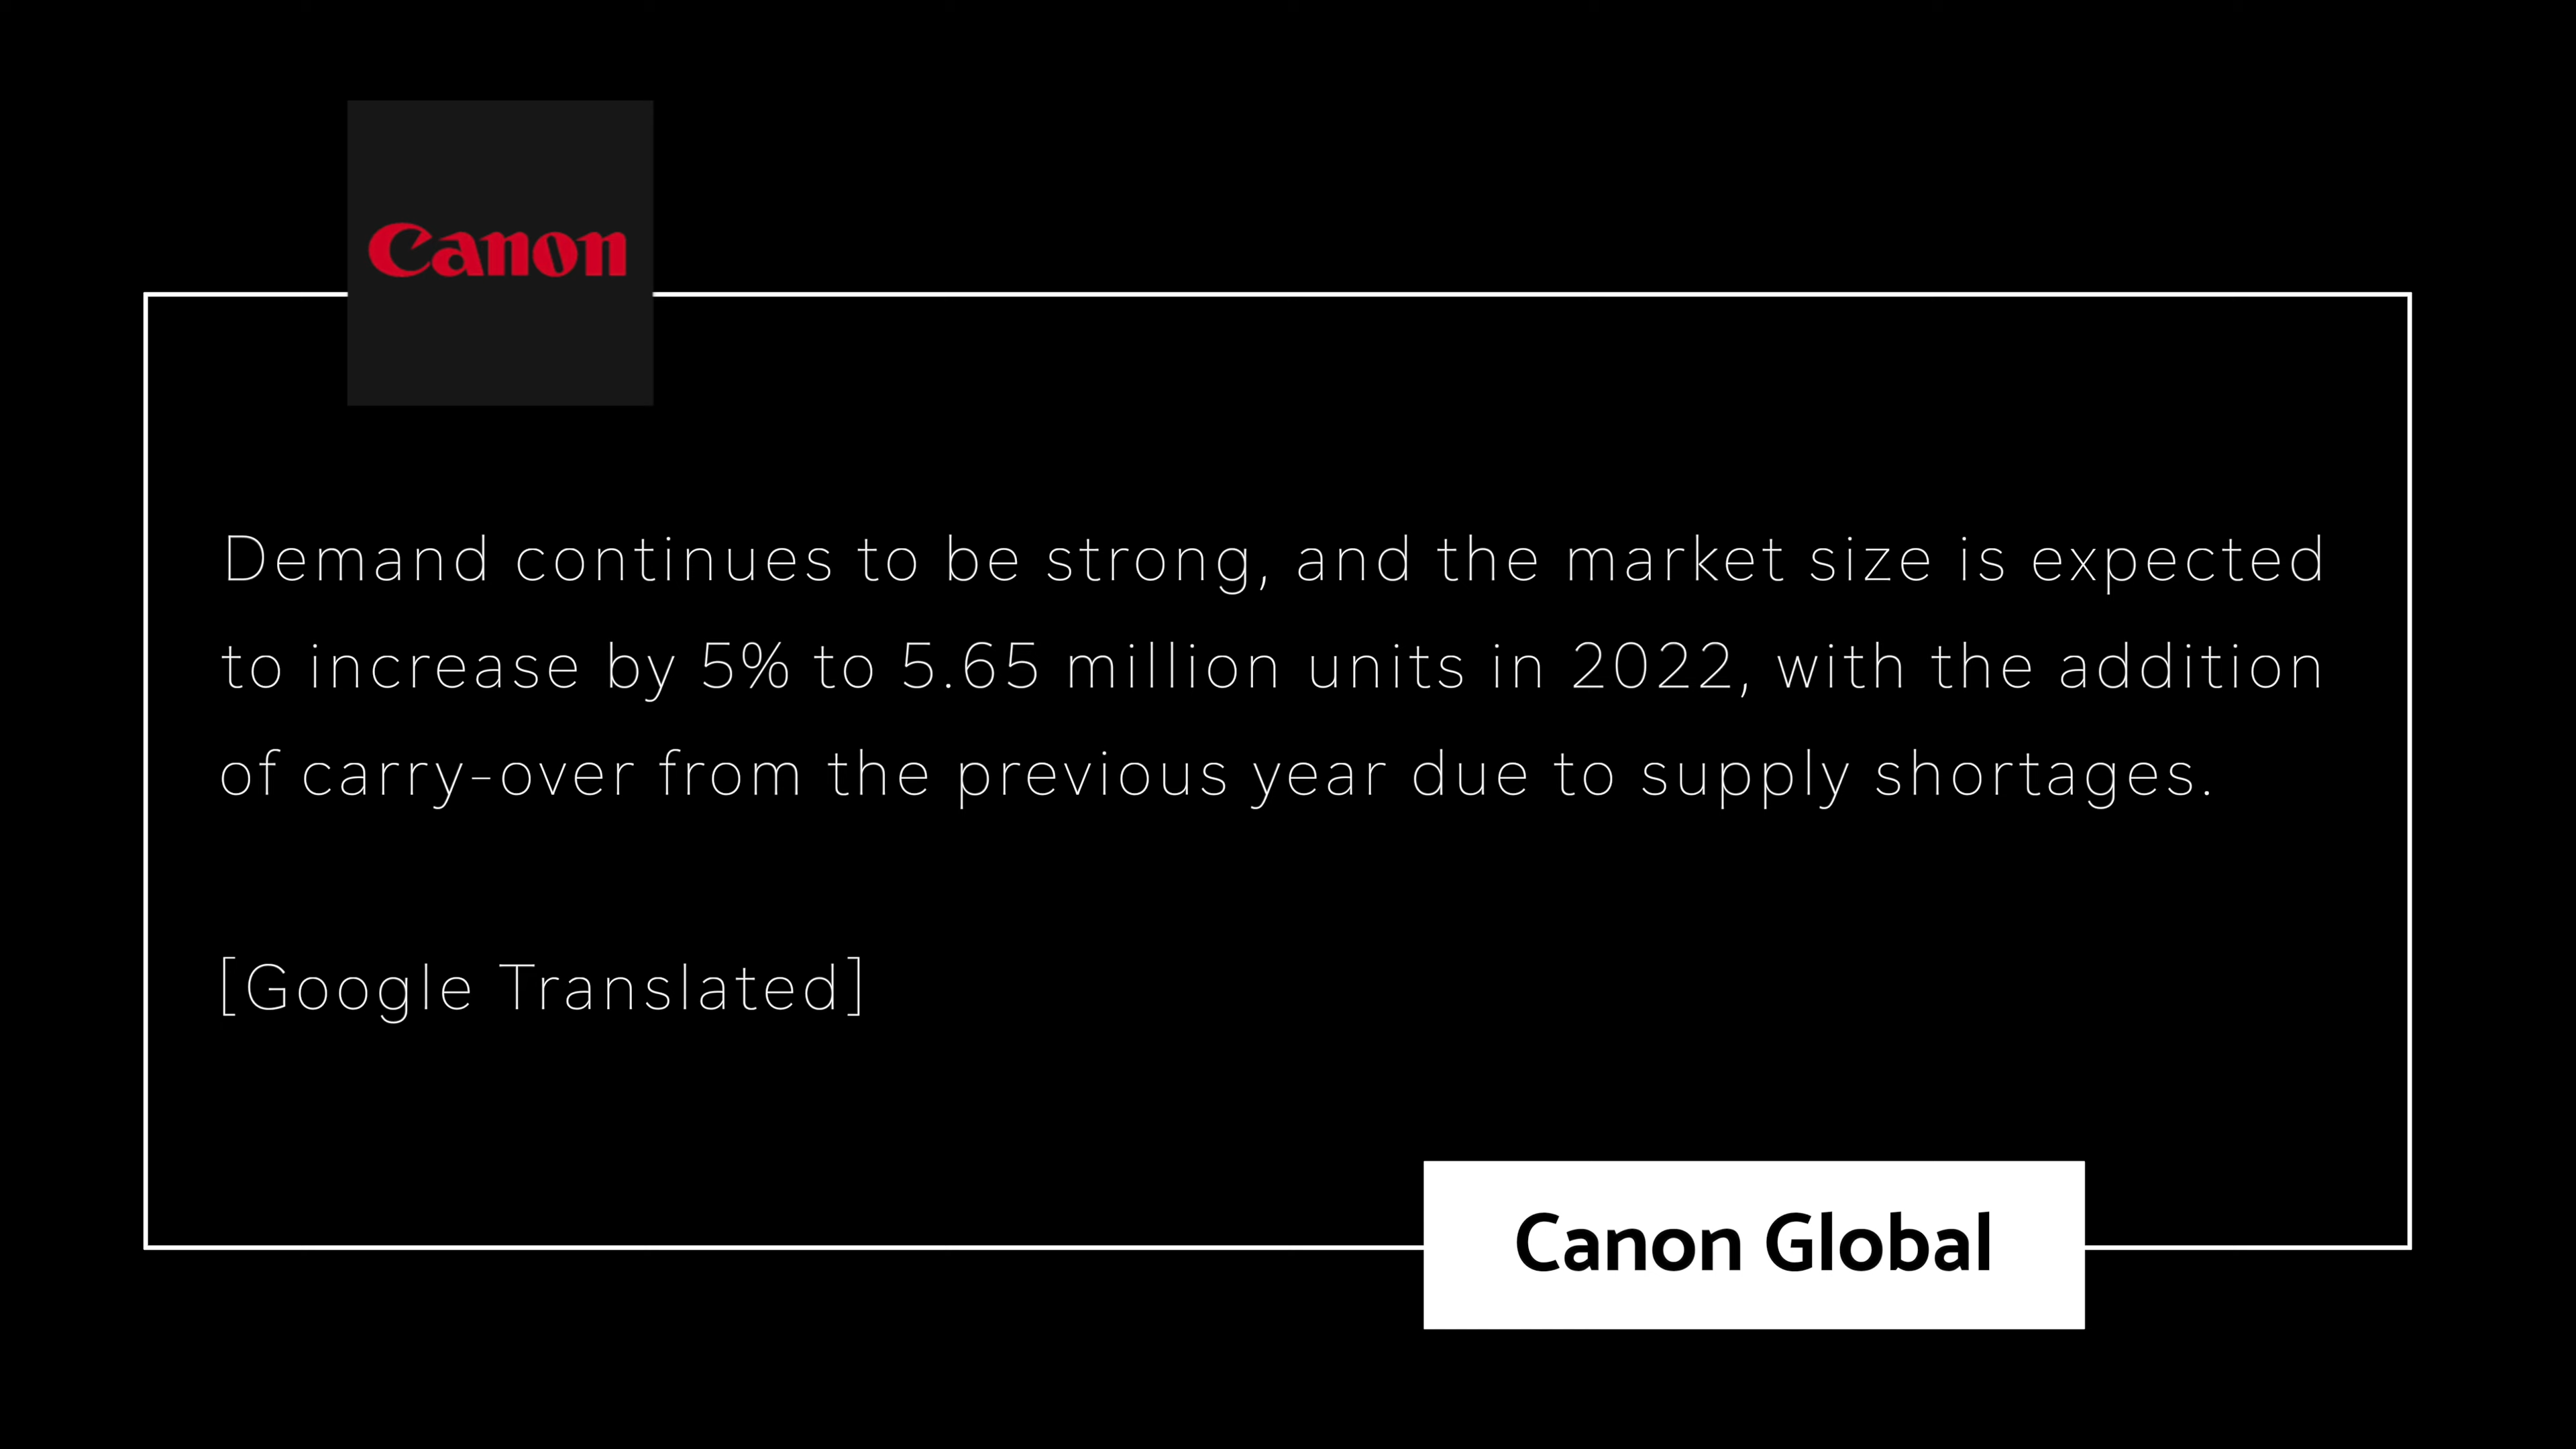 Canon
Demand continues to be strong, and the market size is expected
to increase by 5% to 5.65 million units in 2022, with the addition
of carry-over from the previous year due to supply shortages.
[Google Translated]
Canon Global